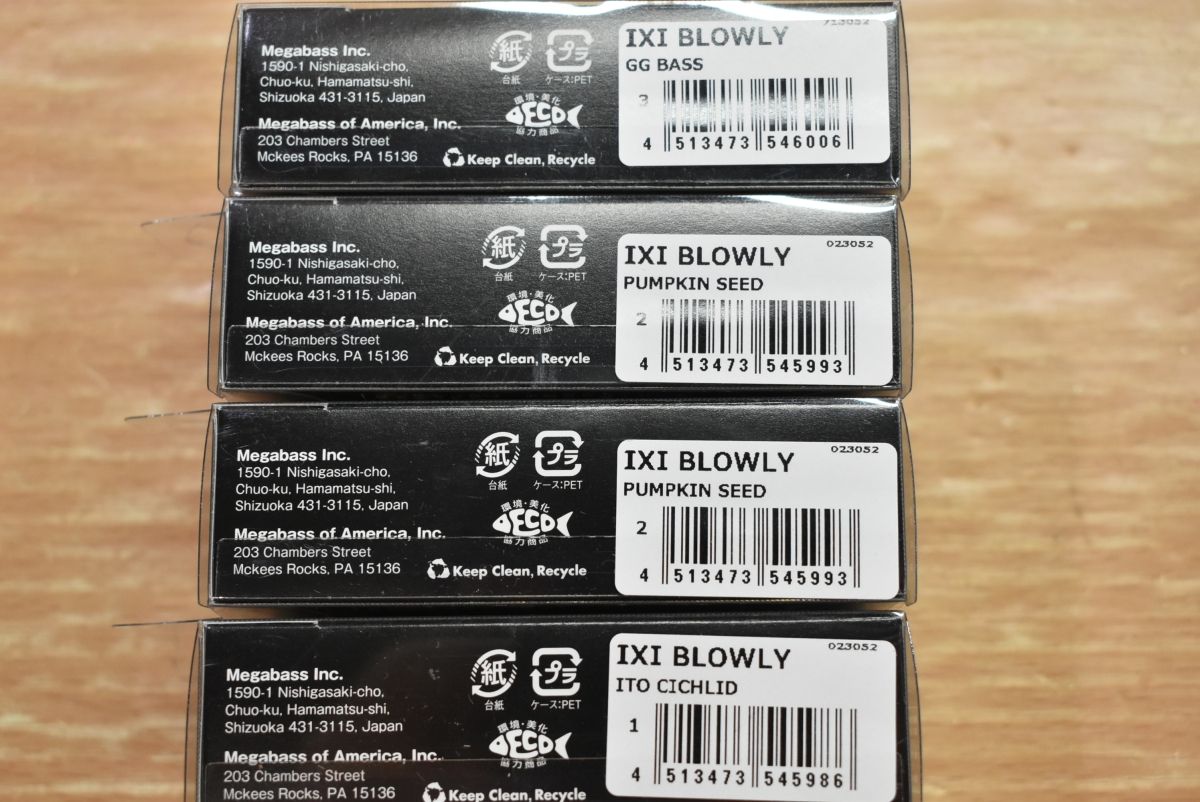 Megabass Inc.
1590-1 Nishigasaki-cho,
Chuo-ku, Hamamatsu-shi,
Shizuoka 431-3115, Japan
Megabass of America, Inc.
203 Chambers Street
Mckees Rocks, PA 15136
紙
台紙
プラ
ケース:PET
環境・美化
ECO
協力商品
Keep Clean, Recycle
IXI BLOWLY
GG BASS
3
4 513473 546006
Megabass Inc.
1590-1 Nishigasaki-cho,
Chuo-ku, Hamamatsu-shi,
Shizuoka 431-3115, Japan
Megabass of America, Inc.
203 Chambers Street
Mckees Rocks, PA 15136
紙
台紙
プラ
ケース:PET
環境・美化
ECO
協力商品
Keep Clean, Recycle
023052
IXI BLOWLY
PUMPKIN SEED
2
4 513473 545993
Megabass Inc.
1590-1 Nishigasaki-cho,
Chuo-ku, Hamamatsu-shi,
Shizuoka 431-3115, Japan
Megabass of America, Inc.
203 Chambers Street
Mckees Rocks, PA 15136
紙
台紙
プラ
ケース:PET
環境・美化
ECO
協力商品
Keep Clean, Recycle
023052
IXI BLOWLY
PUMPKIN SEED
2
4 513473 545993
Megabass Inc.
1590-1 Nishigasaki-cho,
Chuo-ku, Hamamatsu-shi,
Shizuoka 431-3115, Japan
Megabass of America, Inc.
203 Chambers Street
Mckees Rocks, PA 15136
紙
台紙
プラ
ケース:PET
環境・美化
ECO
協力商品
Keep Clean, Recycle
023052
IXI BLOWLY
ITO CICHLID
1
4 513473 545986